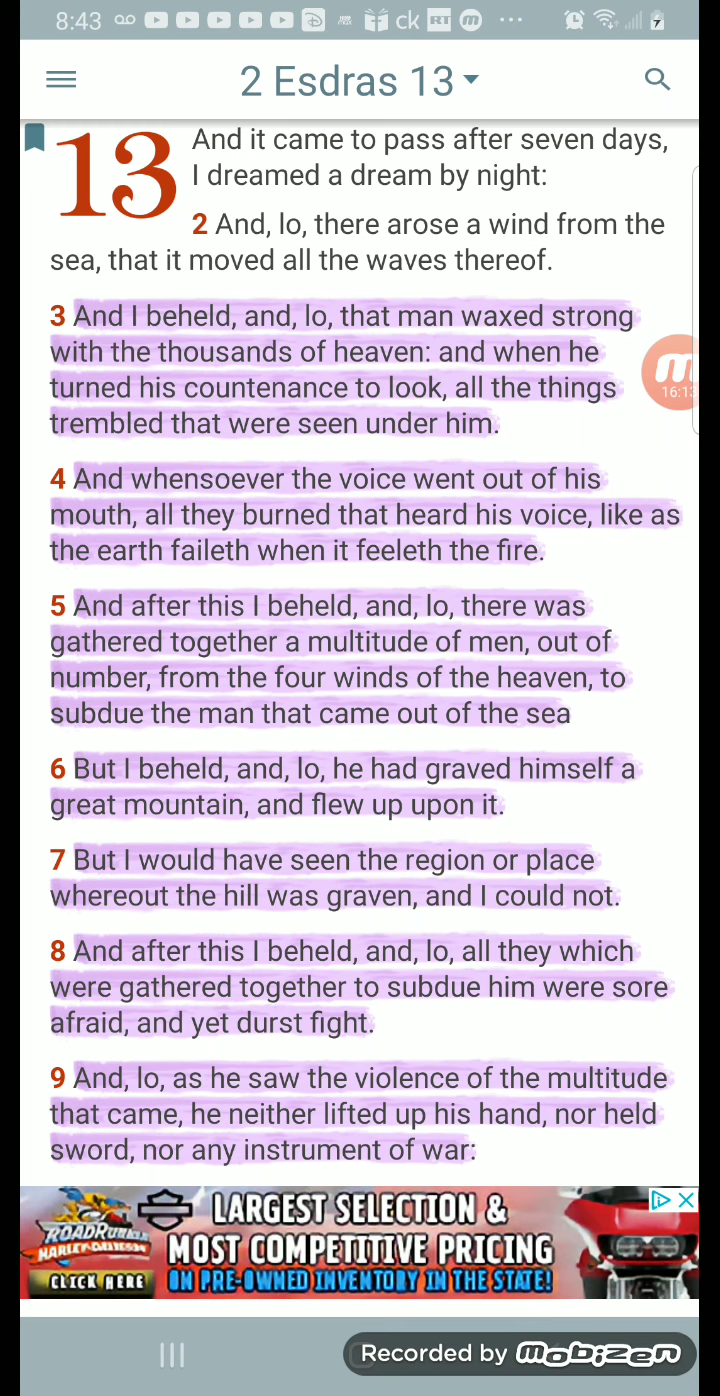 8:43 ck RT m ...
2 Esdras 13
13 And it came to pass after seven days,
I dreamed a dream by night:
2 And, lo, there arose a wind from the
sea, that it moved all the waves thereof.
3 And I beheld, and, lo, that man waxed strong
with the thousands of heaven: and when he
turned his countenance to look, all the things
trembled that were seen under him.
m
16:13
4 And whensoever the voice went out of his
mouth, all they burned that heard his voice, like as
the earth faileth when it feeleth the fire.
5 And after this I beheld, and, lo, there was
gathered together a multitude of men, out of
number, from the four winds of the heaven, to
subdue the man that came out of the sea
6 But I beheld, and, lo, he had graved himself a
great mountain, and flew up upon it.
7 But I would have seen the region or place
whereout the hill was graven, and I could not.
8 And after this I beheld, and, lo, all they which
were gathered together to subdue him were sore
afraid, and yet durst fight.
9 And, lo, as he saw the violence of the multitude
that came, he neither lifted up his hand, nor held
sword, nor any instrument of war:
ROADRUNNER
HARLEY-DAVIDSON
CLICK HERE
LARGEST SELECTION &
MOST COMPETITIVE PRICING
ON PRE-OWNED INVENTORY IN THE STATE!
Recorded by mobizen